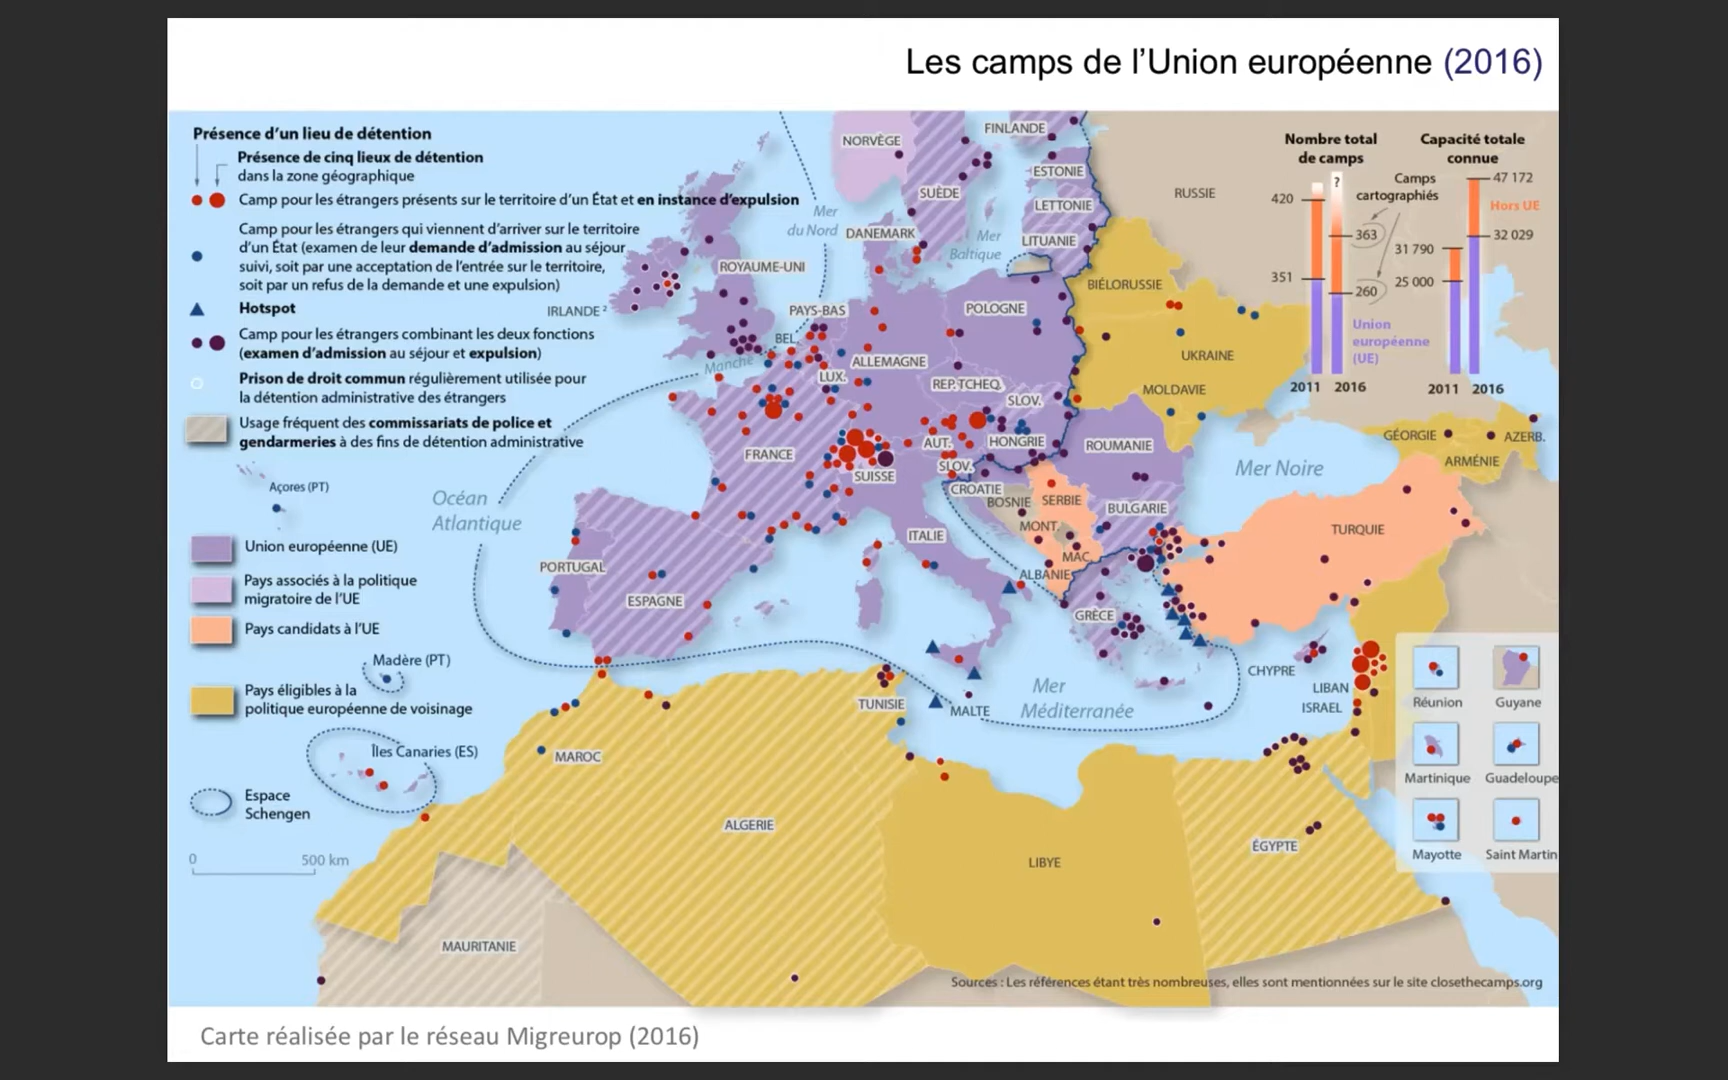 Les camps de l'Union européenne (2016)
Présence d'un lieu de détention
Présence de cinq lieux de détention
dans la zone géographique
Camp pour les étrangers présents sur le territoire d'un État et en instance d'expulsion
Camp pour les étrangers qui viennent d'arriver sur le territoire
d'un État (examen de leur demande d'admission au séjour
suivi, soit par une acceptation de l'entrée sur le territoire,
soit par un refus de la demande et une expulsion)
Hotspot
Camp pour les étrangers combinant les deux fonctions
(examen d'admission au séjour et expulsion)
Prison de droit commun régulièrement utilisée pour
la détention administrative des étrangers
Usage fréquent des commissariats de police et
gendarmeries à des fins de détention administrative
Açores (PT)
Union européenne (UE)
Pays associés à la politique
migratoire de l'UE
Pays candidats à l'UE
Madère (PT)
Pays éligibles à la
politique européenne de voisinage
Îles Canaries (ES)
Espace
Schengen
0
500 km
Océan
Atlantique
Mer
du Nord
Mer
Baltique
Manche
Mer Noire
Mer
Méditerranée
NORVÈGE
FINLANDE
SUÈDE
ESTONIE
LETTONIE
LITUANIE
RUSSIE
DANEMARK
ROYAUME-UNI
IRLANDE ²
PAYS-BAS
BEL.
LUX.
ALLEMAGNE
POLOGNE
BIÉLORUSSIE
UKRAINE
MOLDAVIE
REP.TCHEQ.
SLOV.
AUT.
HONGRIE
ROUMANIE
FRANCE
SUISSE
SLOV.
CROATIE
BOSNIE
SERBIE
MONT.
MAC.
BULGARIE
ALBANIE
ITALIE
GRÈCE
PORTUGAL
ESPAGNE
GÉORGIE
AZERB.
ARMÉNIE
TURQUIE
CHYPRE
LIBAN
ISRAEL
MALTE
TUNISIE
MAROC
ALGERIE
LIBYE
ÉGYPTE
MAURITANIE
Nombre total
de camps
Capacité totale
connue
?
Camps
cartographiés
420
351
363
260
Union
européenne
(UE)
2011
2016
47 172
Hors UE
32 029
31 790
25 000
2011
2016
Réunion
Guyane
Martinique
Guadeloupe
Mayotte
Saint Martin
Sources : Les références étant très nombreuses, elles sont mentionnées sur le site closethecamps.org
Carte réalisée par le réseau Migreurop (2016)